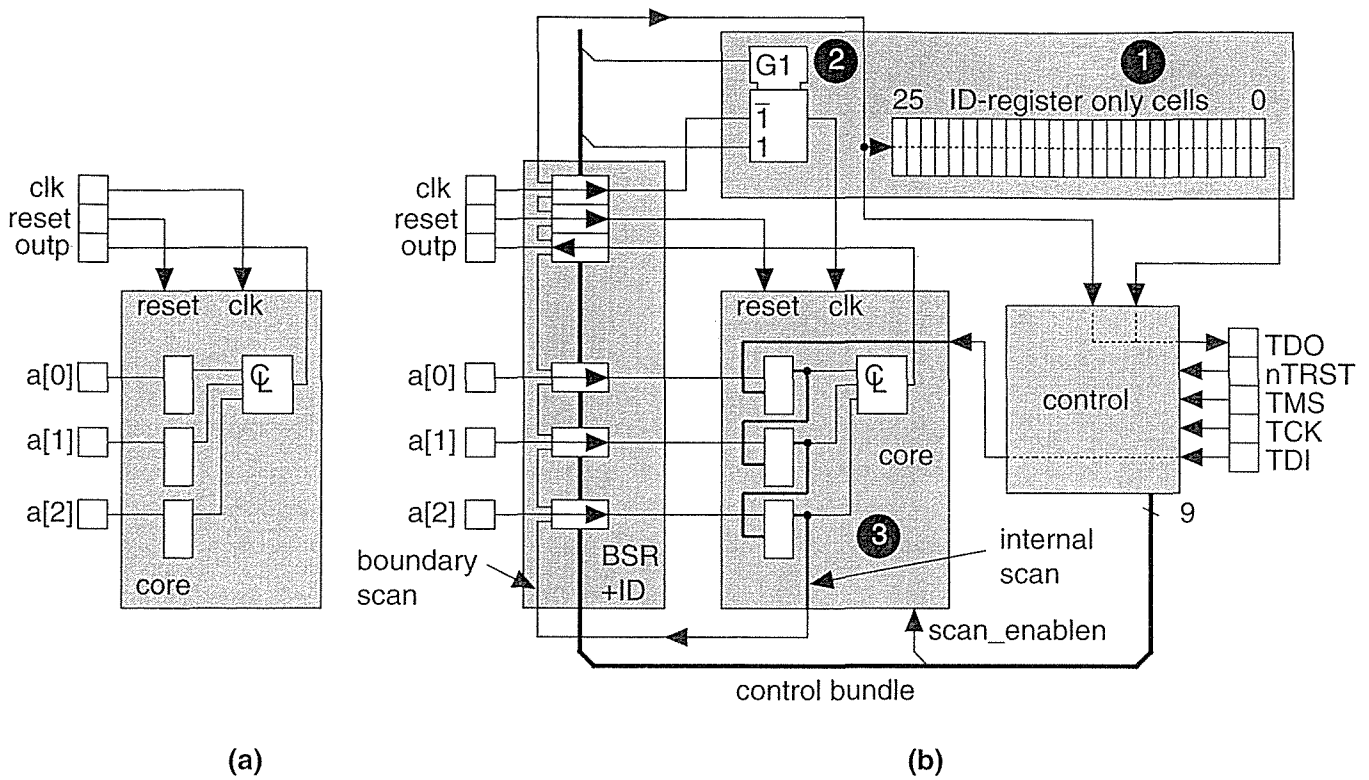 clk
reset
outp
reset clk
a[0]
a[1]
a[2]
CL
core
(a)
G1
2
1
25 ID-register only cells 0
1
1
clk
reset
outp
reset clk
a[0]
a[1]
a[2]
CL
core
3
boundary
scan
BSR
+ID
internal
scan
scan_enablen
control bundle
control
TDO
nTRST
TMS
TCK
TDI
9
(b)